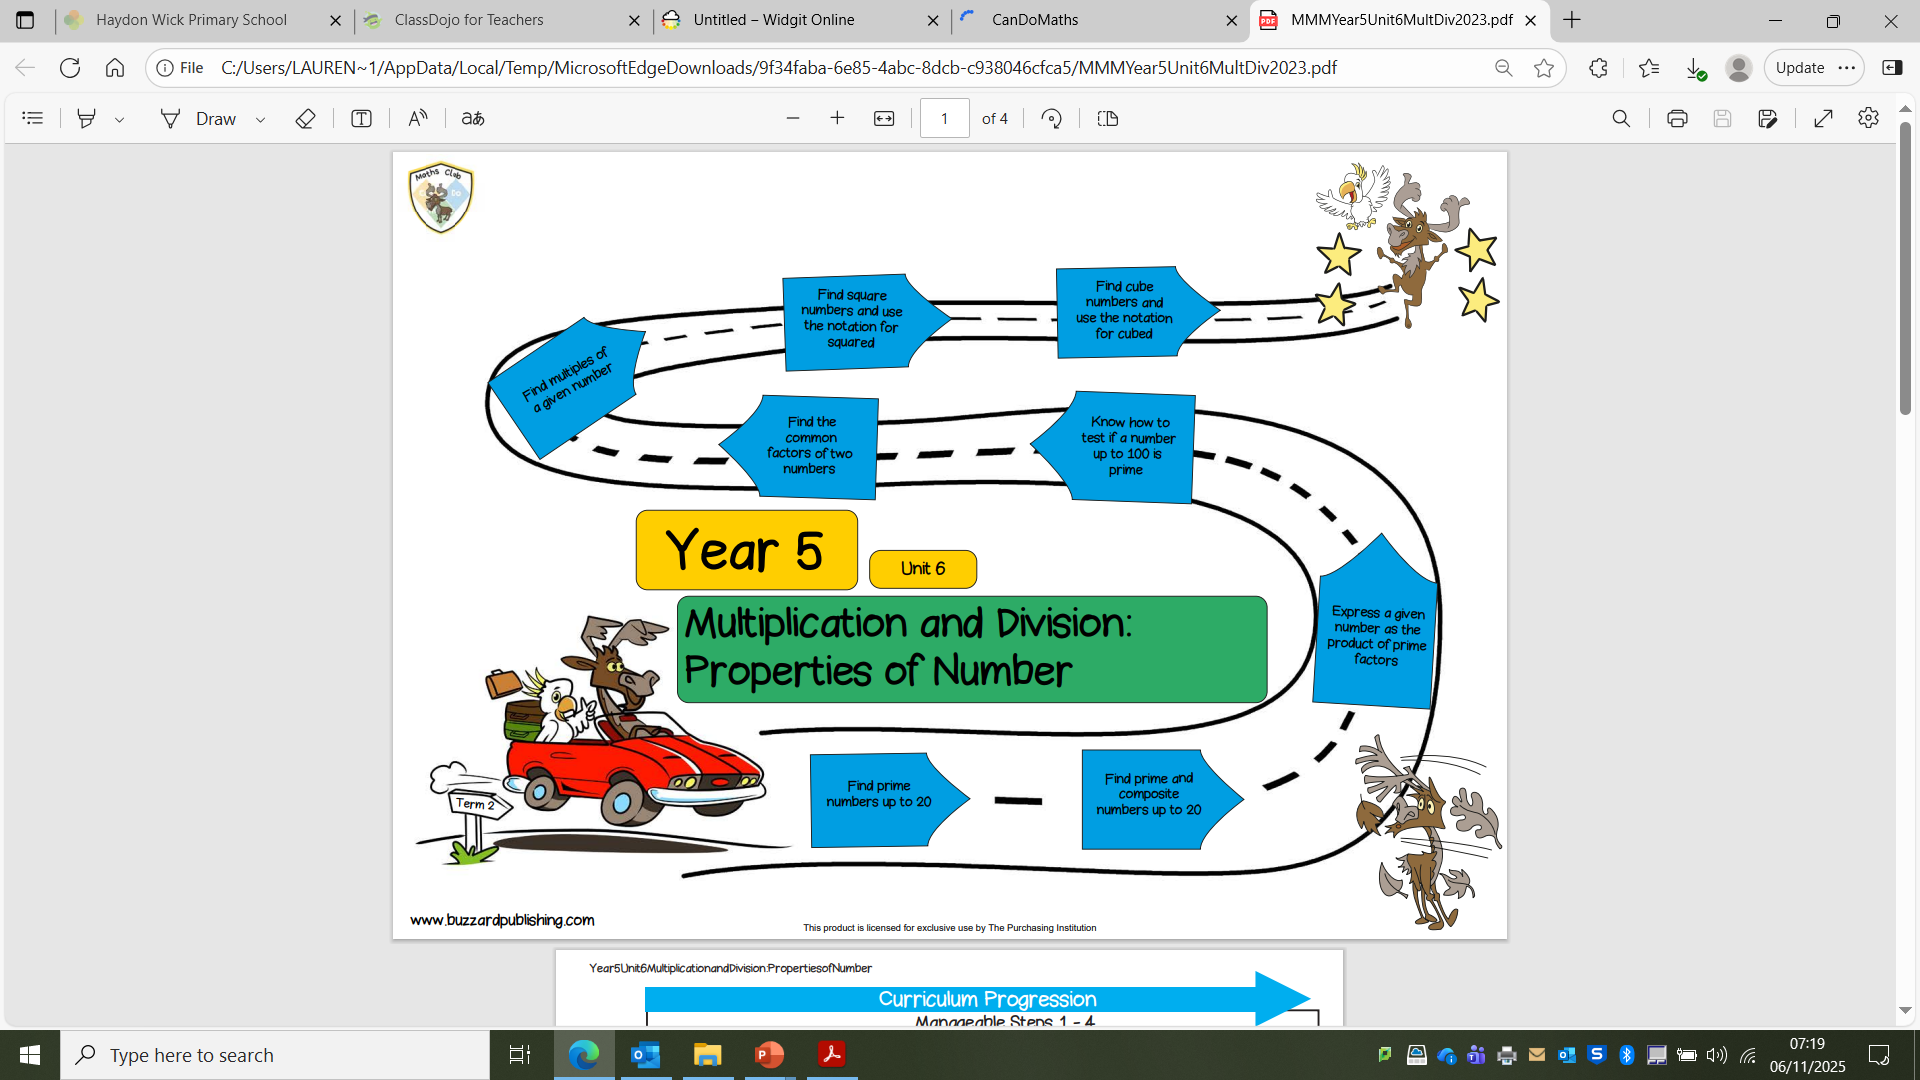 Haydon Wick Primary School
ClassDojo for Teachers
Untitled – Widgit Online
CanDoMaths
MMMYear5Unit6MultDiv2023.pdf
File
C:/Users/LAUREN~1/AppData/Local/Temp/MicrosoftEdgeDownloads/9f34faba-6e85-4abc-8dcb-c938046cfca5/MMMYear5Unit6MultDiv2023.pdf
Update
Draw
1
of 4
Maths Club
Find square
numbers and use
the notation for
squared
Find cube
numbers and
use the notation
for cubed
Find multiples of
a given number
Find the
common
factors of two
numbers
Know how to
test if a number
up to 100 is
prime
Year 5
Unit 6
Multiplication and Division:
Properties of Number
Express a given
number as the
product of prime
factors
Term 2
Find prime
numbers up to 20
Find prime and
composite
numbers up to 20
www.buzzardpublishing.com
This product is licensed for exclusive use by The Purchasing Institution
Year5Unit6MultiplicationandDivision:PropertiesofNumber
Curriculum Progression
Manageable Steps 1 - 4
Type here to search
07:19
06/11/2025